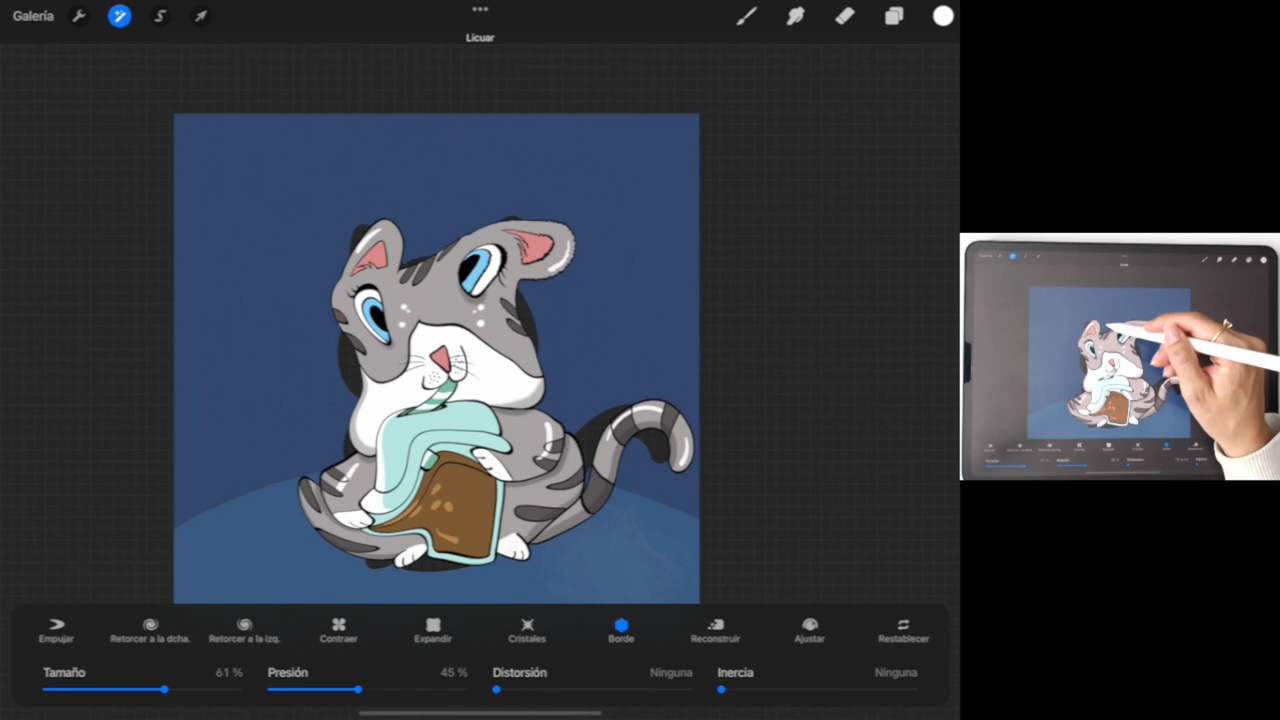 Galería
Licuar
Empujar
Retorcer a la dcha.
Retorcer a la izq.
Contraer
Expandir
Cristales
Borde
Reconstruir
Ajustar
Restablecer
Tamaño 61 %
Presión 45 %
Distorsión Ninguna
Inercia Ninguna